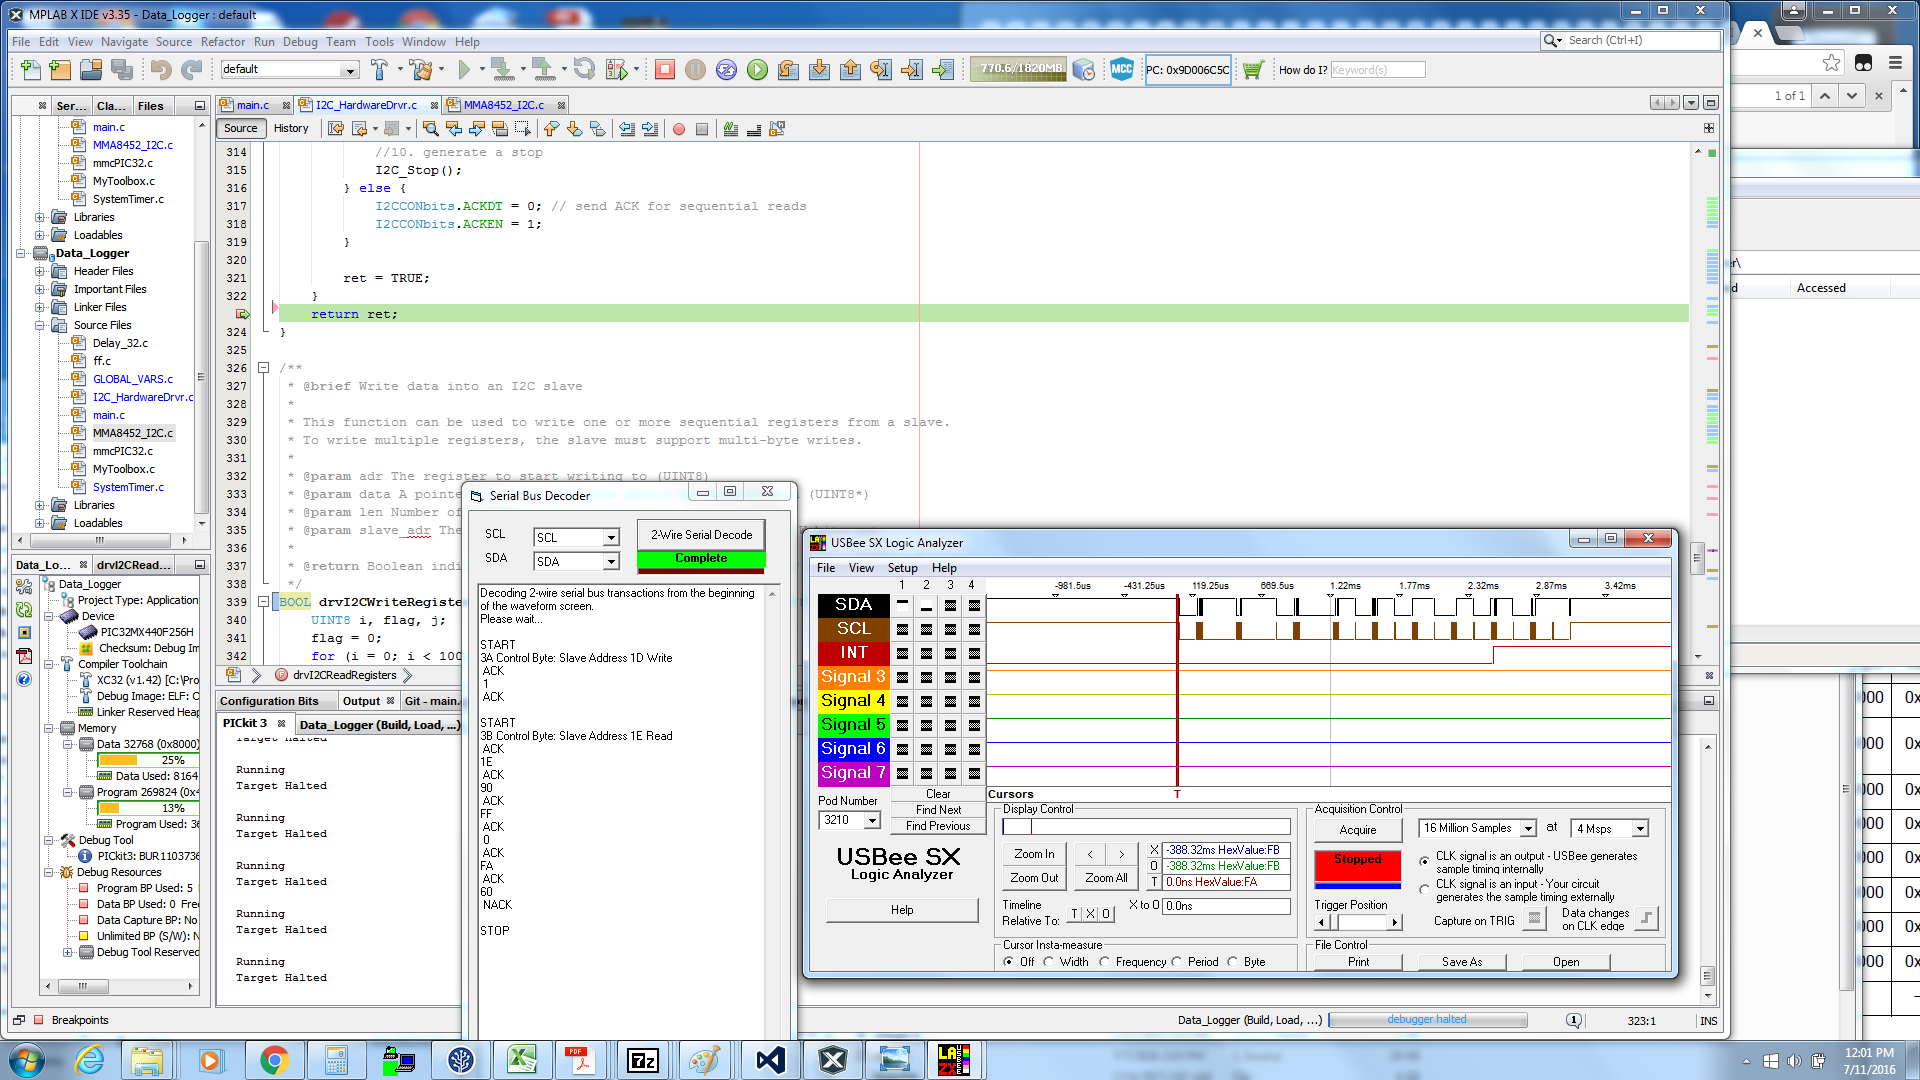 MPLAB X IDE v3.35 - Data_Logger : default
File Edit View Navigate Source Refactor Run Debug Team Tools Window Help
Search (Ctrl+I)
default
770.6/1820MB
MCC
PC: 0x9D006C5C
How do I? Keyword(s)
1 of 1
Ser... Cla... Files
main.c
MMA8452_I2C.c
mmcPIC32.c
MyToolbox.c
SystemTimer.c
Libraries
Loadables
Data_Logger
Header Files
Important Files
Linker Files
Source Files
Delay_32.c
ff.c
GLOBAL_VARS.c
I2C_HardwareDrvr.c
main.c
MMA8452_I2C.c
mmcPIC32.c
MyToolbox.c
SystemTimer.c
Libraries
Loadables
main.c I2C_HardwareDrvr.c MMA8452_I2C.c
Source History
314 //10. generate a stop
315 I2C_Stop();
316 } else {
317 I2CCONbits.ACKDT = 0; // send ACK for sequential reads
318 I2CCONbits.ACKEN = 1;
319 }
320
321 ret = TRUE;
322 }
return ret;
324 }
325
326 /**
327 * @brief Write data into an I2C slave
328 *
329 * This function can be used to write one or more sequential registers from a slave.
330 * To write multiple registers, the slave must support multi-byte writes.
331 *
332 * @param adr The register to start writing to (UINT8)
333 * @param data A pointe (UINT8*)
334 * @param len Number of
335 * @param slave_adr The
336 *
337 * @return Boolean indi
338 */
339 BOOL drvI2CWriteRegiste
340 UINT8 i, flag, j;
341 flag = 0;
342 for (i = 0; i < 100
drvI2CReadRegisters
Accessed
Data_Lo... drvI2CRead...
Data_Logger
Project Type: Application
Device
PIC32MX440F256H
Checksum: Debug Im
Compiler Toolchain
XC32 (v1.42) [C:\Pro
Debug Image: ELF: C
Linker Reserved Heap
Memory
Data 32768 (0x8000)
25%
Data Used: 8164
Program 269824 (0x4
13%
Program Used: 36
Debug Tool
PICkit3: BUR1103736
Debug Resources
Program BP Used: 5
Data BP Used: 0 Free
Data Capture BP: No
Unlimited BP (S/W): N
Debug Tool Reserved
Breakpoints
Configuration Bits Output Git - main.
PICkit 3 Data_Logger (Build, Load, ...)
Target Halted
Running
Target Halted
Running
Target Halted
Running
Target Halted
Running
Target Halted
Running
Target Halted
Serial Bus Decoder
SCL SCL 2-Wire Serial Decode
SDA SDA Complete
Decoding 2-wire serial bus transactions from the beginning
of the waveform screen.
Please wait...
START
3A Control Byte: Slave Address 1D Write
ACK
1
ACK
START
3B Control Byte: Slave Address 1E Read
ACK
1E
ACK
90
ACK
FF
ACK
0
ACK
FA
ACK
60
NACK
STOP
USBee SX Logic Analyzer
File View Setup Help
1 2 3 4
-981.5us -431.25us 119.25us 669.5us 1.22ms 1.77ms 2.32ms 2.87ms 3.42ms
SDA
SCL
INT
Signal 3
Signal 4
Signal 5
Signal 6
Signal 7
Pod Number
3210
Clear
Find Next
Find Previous
Cursors T
USBee SX
Logic Analyzer
Help
Display Control
Zoom In < >
Zoom Out Zoom All
X -388.32ms HexValue:FB
O -388.32ms HexValue:FB
T 0.0ns HexValue:FA
Timeline
Relative To: T X O
X to O 0.0ns
Cursor Insta-measure
Off Width Frequency Period Byte
Acquisition Control
Acquire 16 Million Samples at 4 Msps
Stopped
CLK signal is an output - USBee generates
sample timing internally
CLK signal is an input - Your circuit
generates the sample timing externally
Trigger Position
Capture on TRIG
Data changes
on CLK edge
File Control
Print Save As Open
Data_Logger (Build, Load, ...) debugger halted 323:1 INS
12:01 PM
7/11/2016